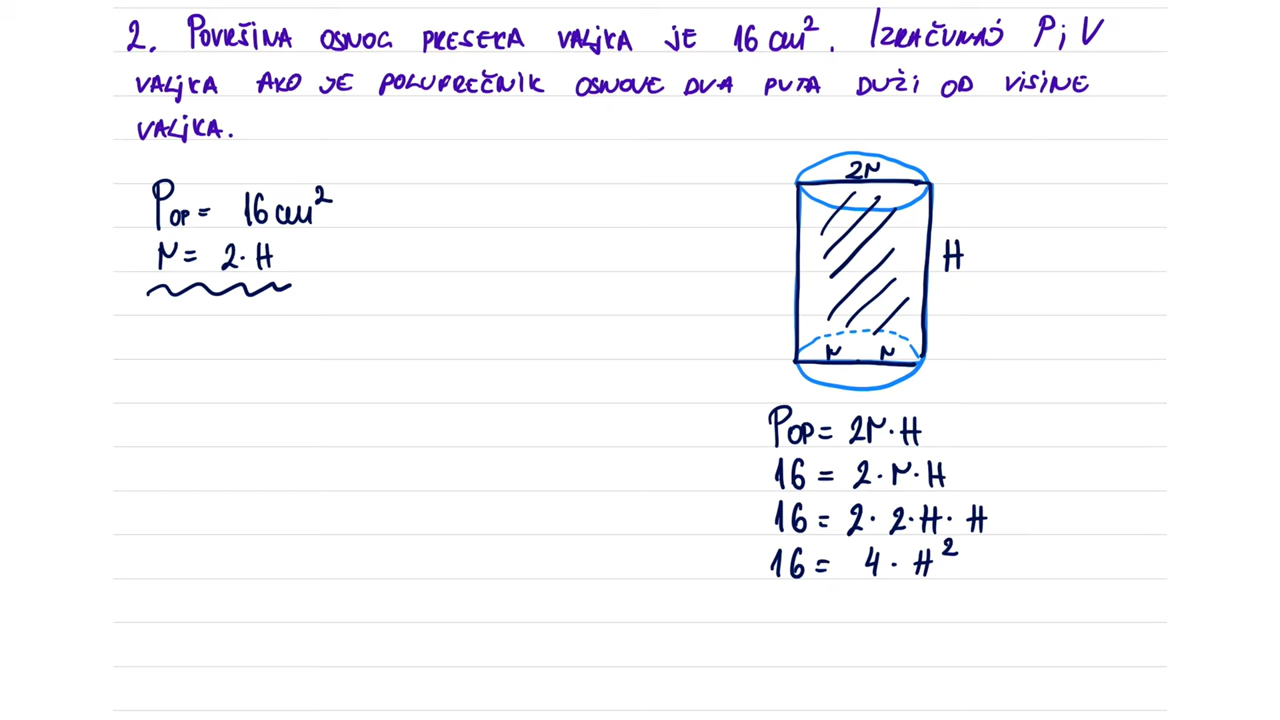 2. POVRŠINA OSNOG PRESEKA VALJKA JE 16 cm². IZRAČUNAJ P i V
VALJKA AKO JE POLUPREČNIK OSNOVE DVA PUTA DUŽI OD VISINE
VALJKA.
POP = 16 cm²
r = 2·H
2r
H
r r
POP = 2r·H
16 = 2·r·H
16 = 2·2·H·H
16 = 4·H²